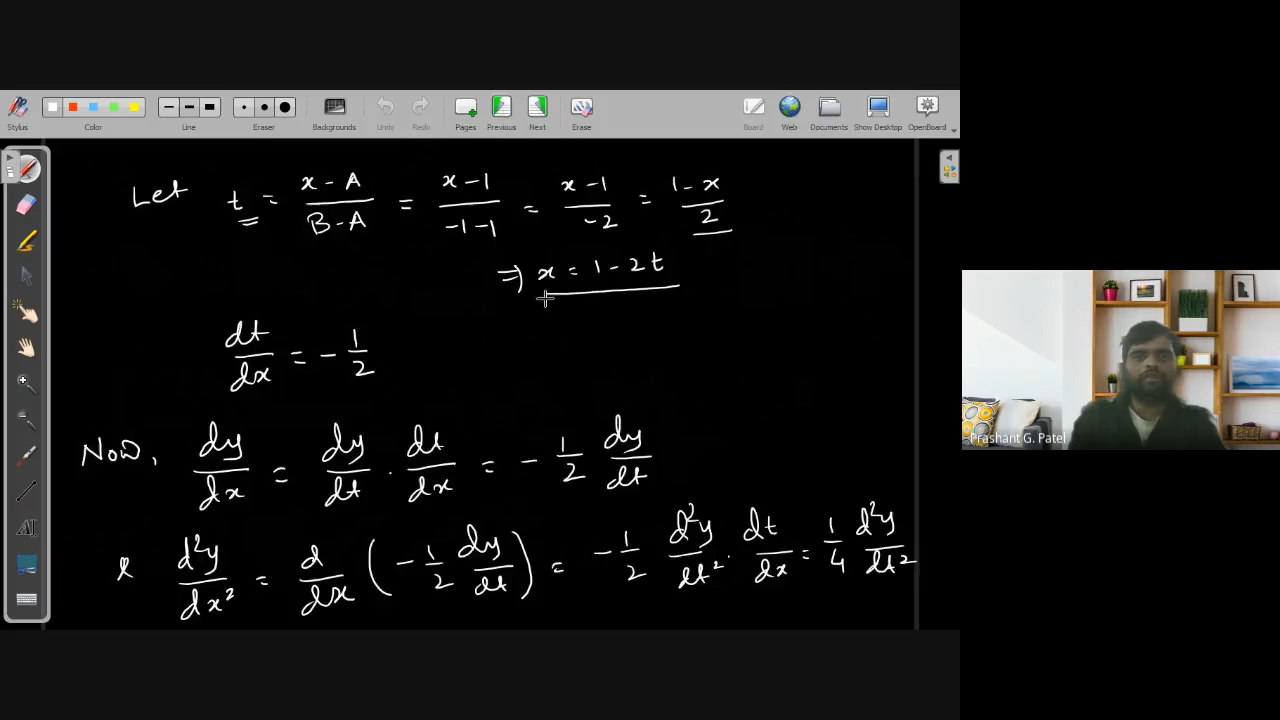 Color Line Eraser Backgrounds Undo Redo Pages Previous Next Erase Board Web Documents Show Desktop OpenBoard
Stylus
Let t = (x - A)/(B - A) = (x - 1)/(-1 - 1) = (x - 1)/(-2) = (1 - x)/2
⇒ x = 1 - 2t
dt/dx = - 1/2
Now, dy/dx = dy/dt · dt/dx = - 1/2 dy/dt
& d²y/dx² = d/dx (- 1/2 dy/dt) = - 1/2 d²y/dt² · dt/dx = 1/4 d²y/dt²
Prashant G. Patel